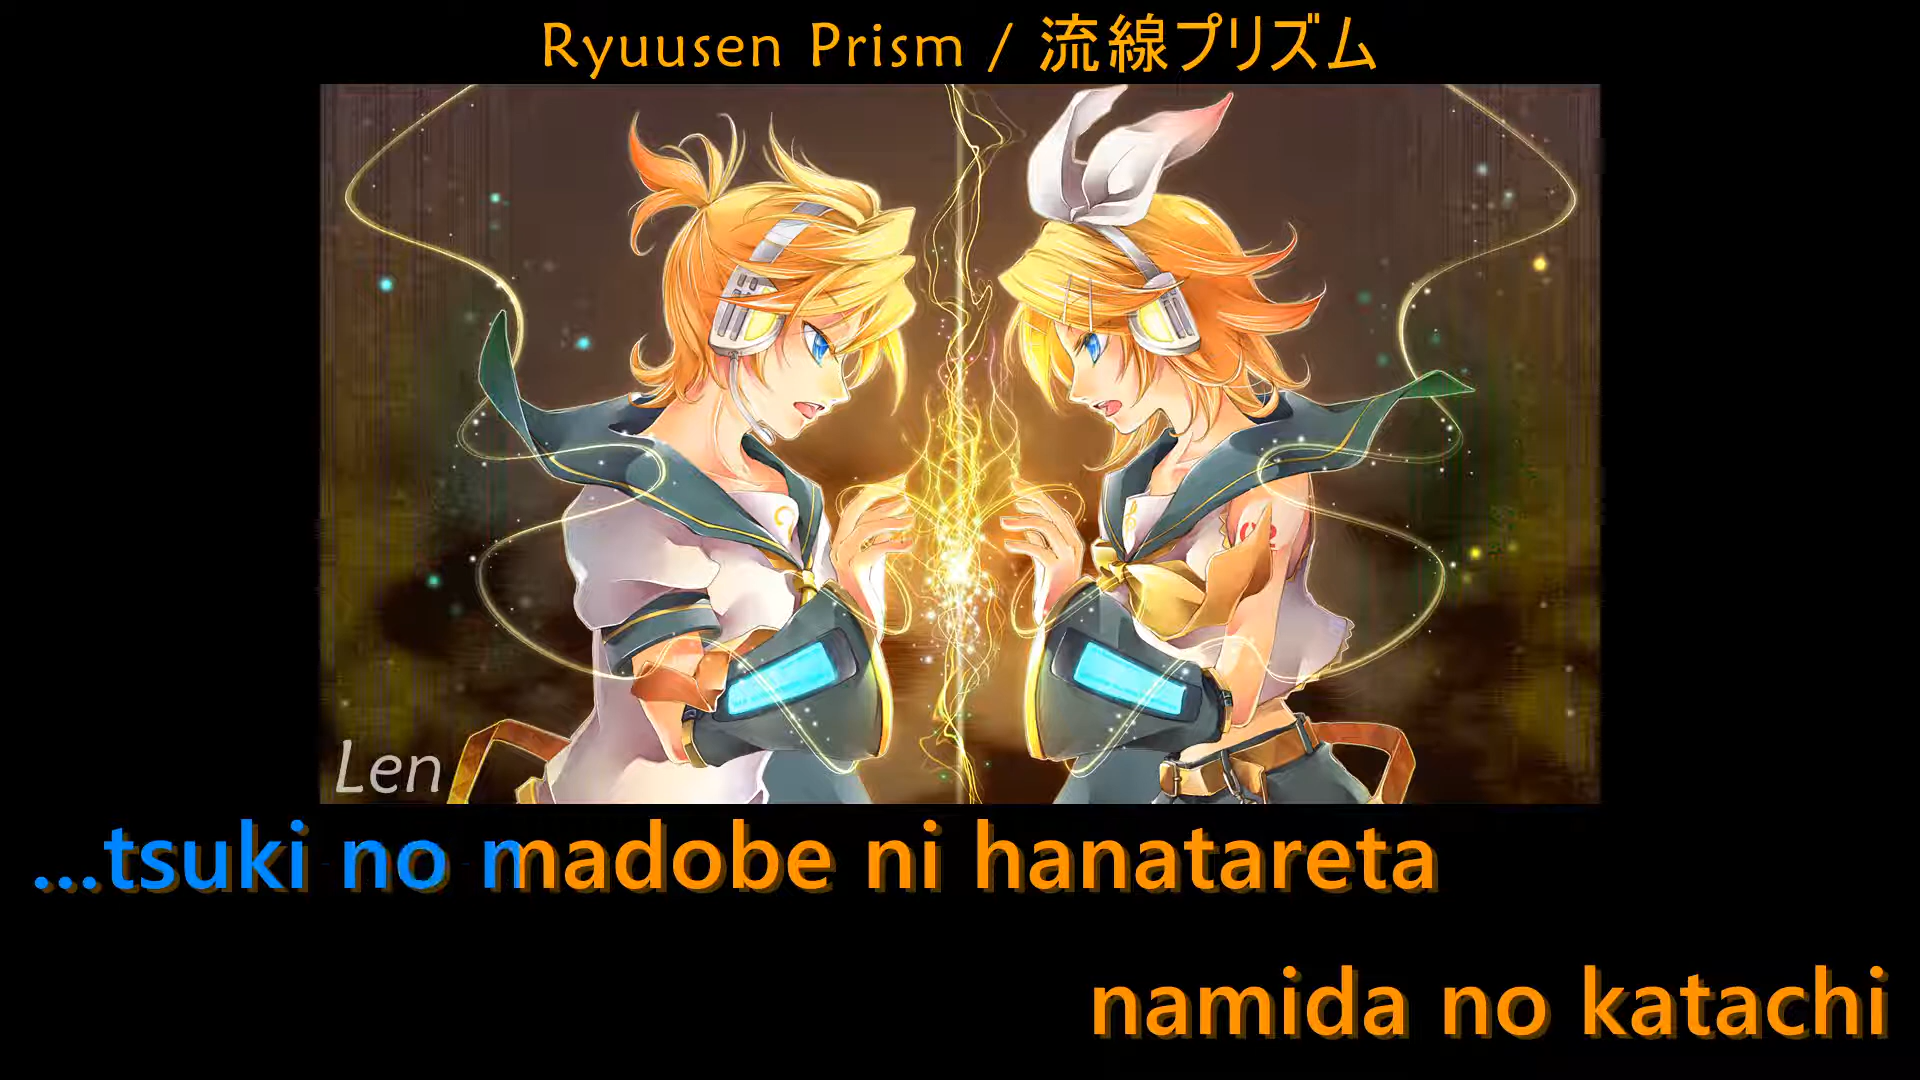 Ryuusen Prism / 流線プリズム
Len
...tsuki no madobe ni hanatareta
namida no katachi